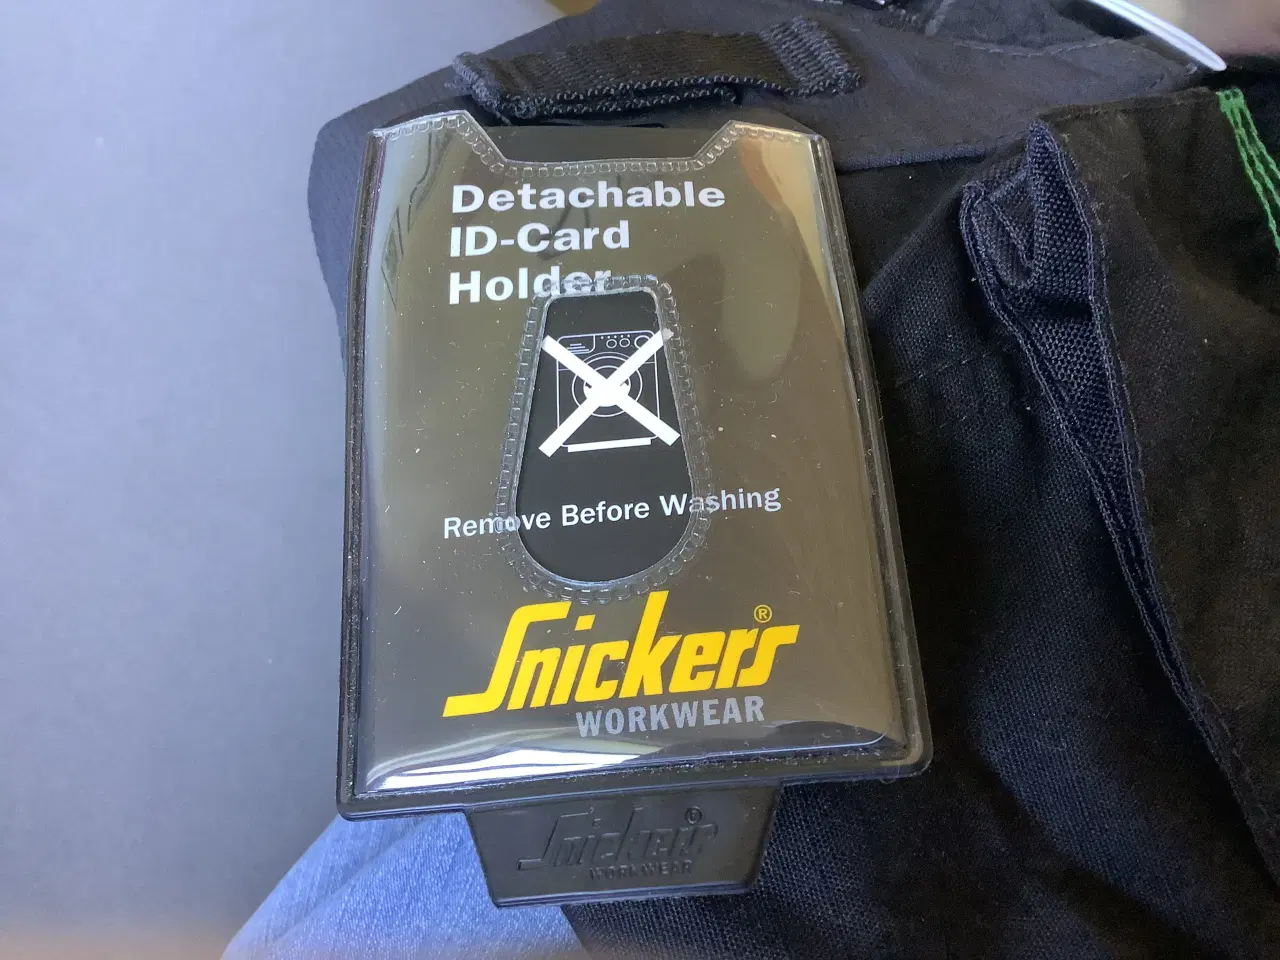 Detachable
ID-Card
Holder
Remove Before Washing
Snickers®
WORKWEAR
Snickers®
WORKWEAR